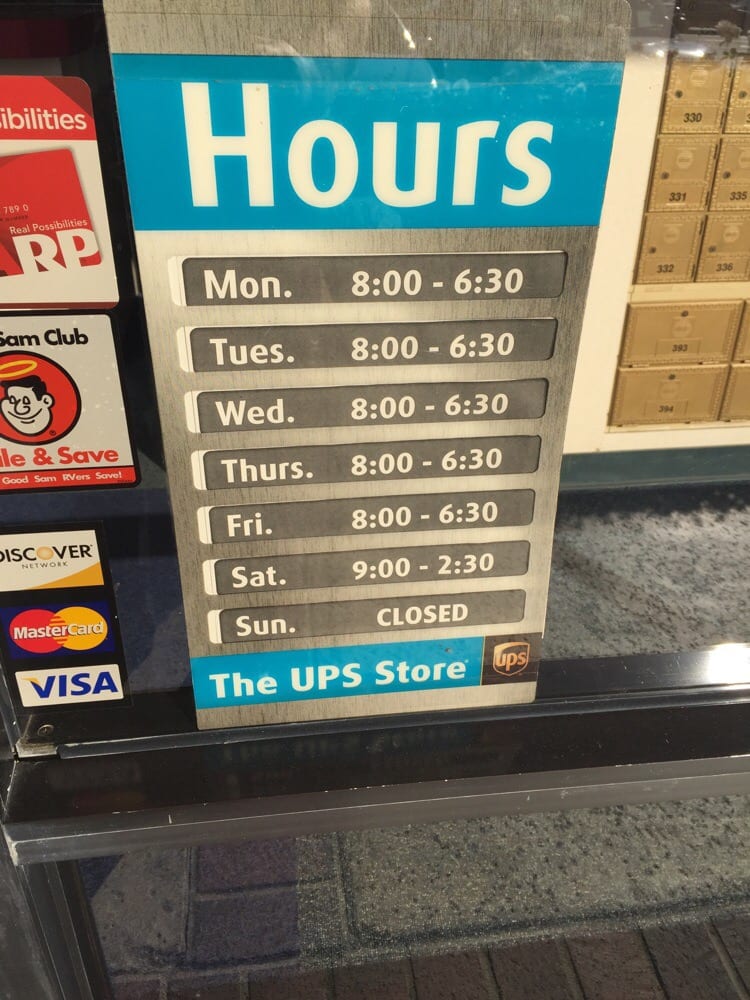 Hours
Mon. 8:00 - 6:30
Tues. 8:00 - 6:30
Wed. 8:00 - 6:30
Thurs. 8:00 - 6:30
Fri. 8:00 - 6:30
Sat. 9:00 - 2:30
Sun. CLOSED
The UPS Store
ups
ibilities
789 0
Real Possibilities
ARP
Sam Club
le & Save
Good Sam RVers Save!
DISCOVER
NETWORK
MasterCard
VISA
330
331
335
332
336
393
394